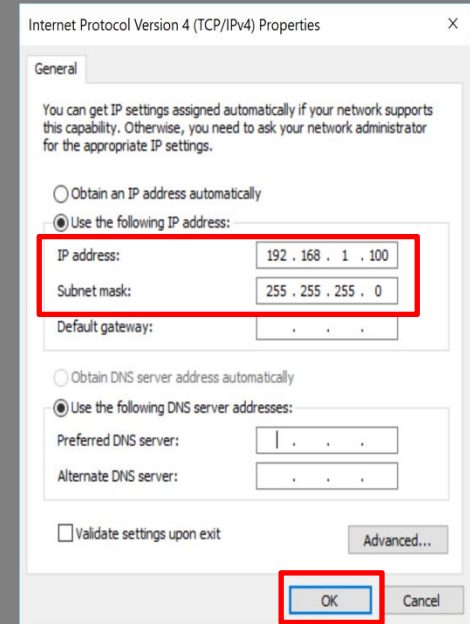 Internet Protocol Version 4 (TCP/IPv4) Properties X
General
You can get IP settings assigned automatically if your network supports
this capability. Otherwise, you need to ask your network administrator
for the appropriate IP settings.
Obtain an IP address automatically
Use the following IP address:
IP address: 192 . 168 . 1 . 100
Subnet mask: 255 . 255 . 255 . 0
Default gateway: . . .
Obtain DNS server address automatically
Use the following DNS server addresses:
Preferred DNS server: . . .
Alternate DNS server: . . .
Validate settings upon exit
Advanced...
OK Cancel